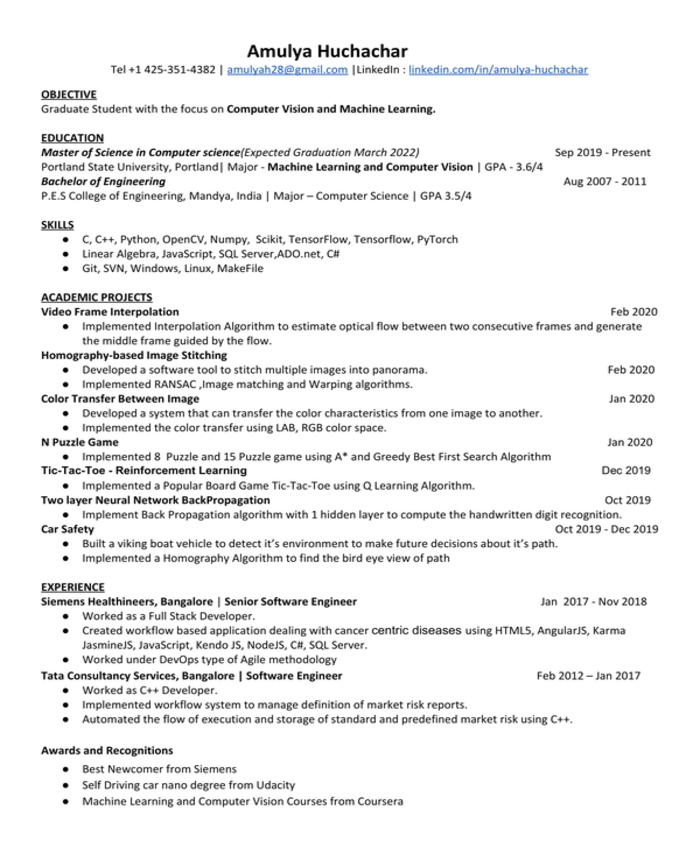 Amulya Huchachar
Tel +1 425-351-4382 | amulyah28@gmail.com |LinkedIn : linkedin.com/in/amulya-huchachar
OBJECTIVE
Graduate Student with the focus on Computer Vision and Machine Learning.
EDUCATION
Master of Science in Computer science(Expected Graduation March 2022) Sep 2019 - Present
Portland State University, Portland| Major - Machine Learning and Computer Vision | GPA - 3.6/4
Bachelor of Engineering Aug 2007 - 2011
P.E.S College of Engineering, Mandya, India | Major – Computer Science | GPA 3.5/4
SKILLS
● C, C++, Python, OpenCV, Numpy, Scikit, TensorFlow, Tensorflow, PyTorch
● Linear Algebra, JavaScript, SQL Server,ADO.net, C#
● Git, SVN, Windows, Linux, MakeFile
ACADEMIC PROJECTS
Video Frame Interpolation Feb 2020
● Implemented Interpolation Algorithm to estimate optical flow between two consecutive frames and generate
the middle frame guided by the flow.
Homography-based Image Stitching
● Developed a software tool to stitch multiple images into panorama. Feb 2020
● Implemented RANSAC ,Image matching and Warping algorithms.
Color Transfer Between Image Jan 2020
● Developed a system that can transfer the color characteristics from one image to another.
● Implemented the color transfer using LAB, RGB color space.
N Puzzle Game Jan 2020
● Implemented 8 Puzzle and 15 Puzzle game using A* and Greedy Best First Search Algorithm
Tic-Tac-Toe - Reinforcement Learning Dec 2019
● Implemented a Popular Board Game Tic-Tac-Toe using Q Learning Algorithm.
Two layer Neural Network BackPropagation Oct 2019
● Implement Back Propagation algorithm with 1 hidden layer to compute the handwritten digit recognition.
Car Safety Oct 2019 - Dec 2019
● Built a viking boat vehicle to detect it's environment to make future decisions about it's path.
● Implemented a Homography Algorithm to find the bird eye view of path
EXPERIENCE
Siemens Healthineers, Bangalore | Senior Software Engineer Jan 2017 - Nov 2018
● Worked as a Full Stack Developer.
● Created workflow based application dealing with cancer centric diseases using HTML5, AngularJS, Karma
JasmineJS, JavaScript, Kendo JS, NodeJS, C#, SQL Server.
● Worked under DevOps type of Agile methodology
Tata Consultancy Services, Bangalore | Software Engineer Feb 2012 – Jan 2017
● Worked as C++ Developer.
● Implemented workflow system to manage definition of market risk reports.
● Automated the flow of execution and storage of standard and predefined market risk using C++.
Awards and Recognitions
● Best Newcomer from Siemens
● Self Driving car nano degree from Udacity
● Machine Learning and Computer Vision Courses from Coursera